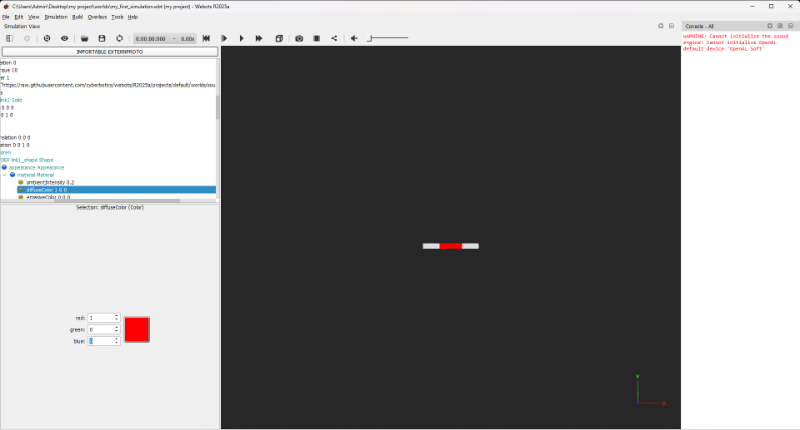 C:\Users\Admin\Desktop\my project\worlds\my_first_simulation.wbt (my project) - Webots R2025a
File Edit View Simulation Build Overlays Tools Help
Simulation View
Console - All
0:00:00:000 - 0.00x
IMPORTABLE EXTERNPROTO
WARNING: Cannot initialize the sound
engine: Cannot initialize OpenAL
default device 'OpenAL Soft'
ation 0
que 10
er 1
"https://raw.githubusercontent.com/cyberbotics/webots/R2025a/projects/default/worlds/sou
s
link1 Solid
0 0 0
0 1 0
nslation 0 0 0
ation 0 0 1 0
dren
DEF link1_shape Shape
appearance Appearance
material Material
ambientIntensity 0.2
diffuseColor 1 0 0
emissiveColor 0 0 0
Selection: diffuseColor (Color)
red: 1
green: 0
blue: 0
Y
X